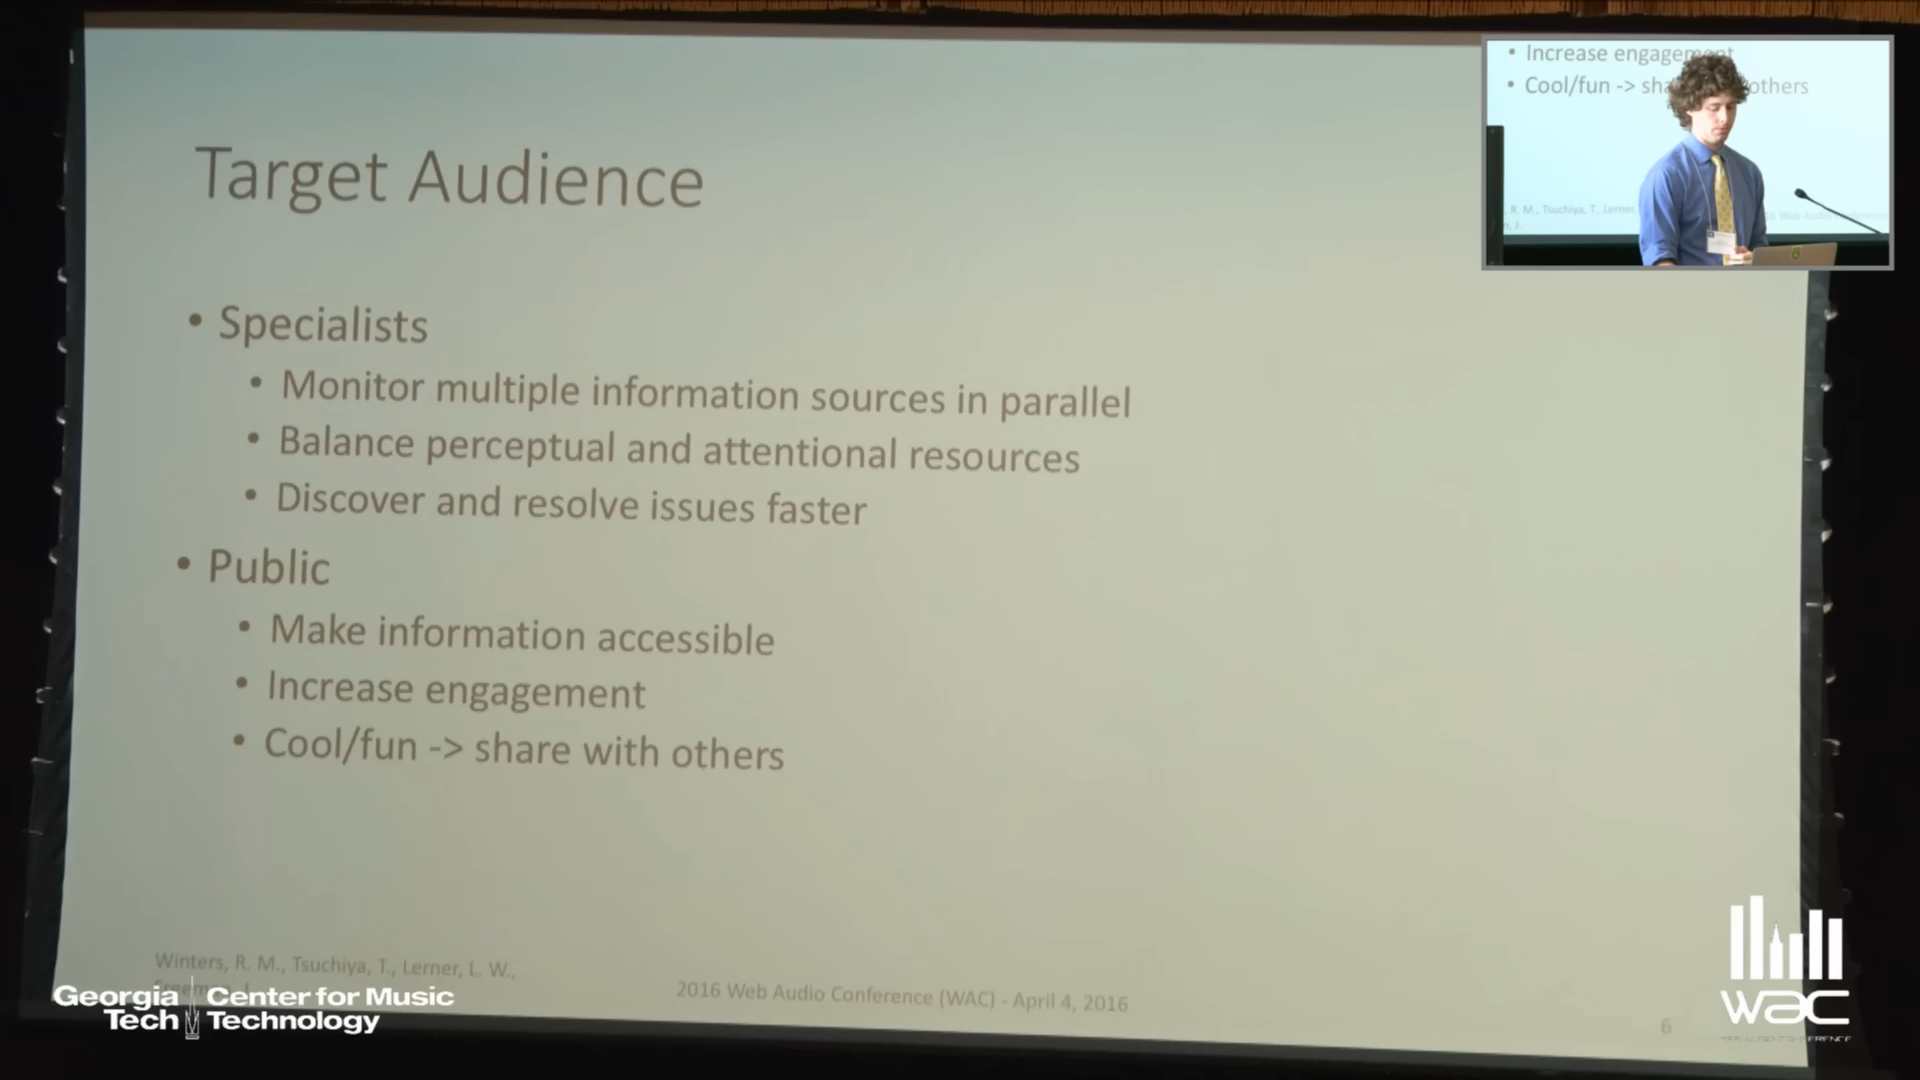 Target Audience
• Specialists
• Monitor multiple information sources in parallel
• Balance perceptual and attentional resources
• Discover and resolve issues faster
• Public
• Make information accessible
• Increase engagement
• Cool/fun -> share with others
Winters, R. M., Tsuchiya, T., Lerner, L. W.,
2016 Web Audio Conference (WAC) - April 4, 2016
6
• Increase engagement
• Cool/fun -> sha others
R. M., Tsuchiya, T., Lerner,
Georgia Tech
Center for Music Technology
wac